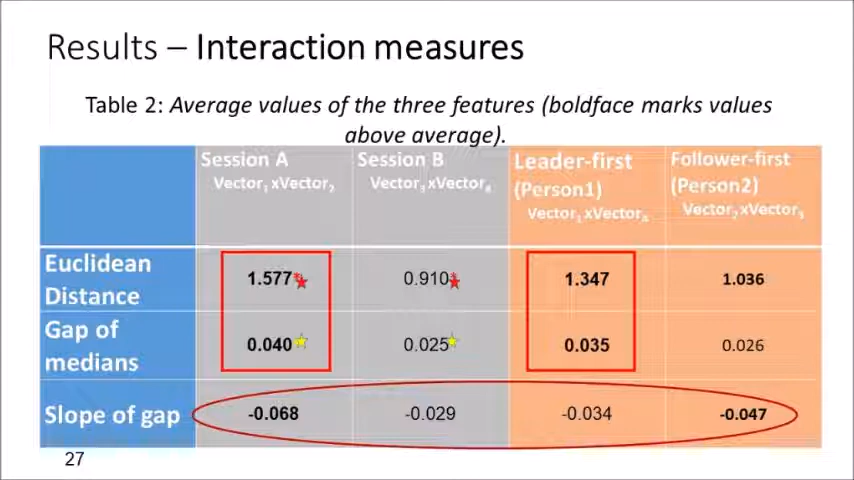 Results – Interaction measures
Table 2: Average values of the three features (boldface marks values
above average).
Session A Session B Leader-first Follower-first
Vector₁ xVector₂ Vector₃ xVector₄ (Person1) (Person2)
Vector₁ xVector₄ Vector₂ xVector₃
Euclidean
Distance 1.577* 0.910* 1.347 1.036
Gap of
medians 0.040 0.025 0.035 0.026
Slope of gap -0.068 -0.029 -0.034 -0.047
27